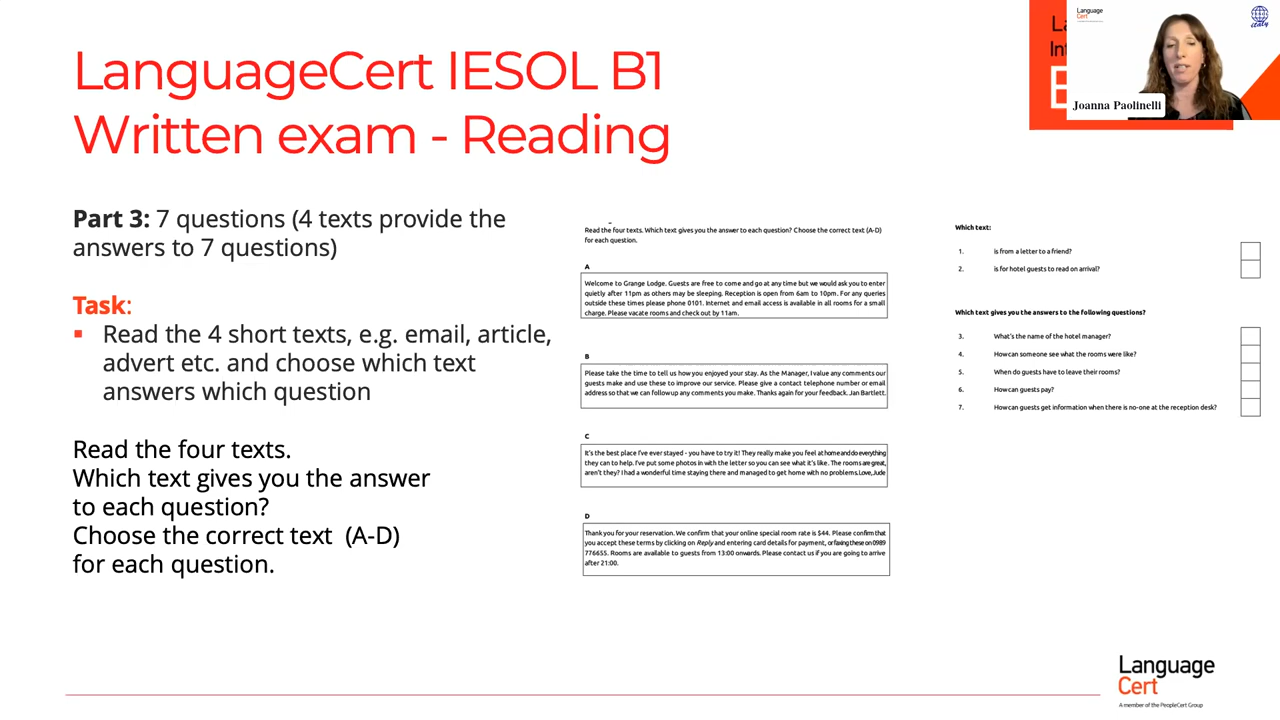 LanguageCert IESOL B1
Written exam - Reading
Language
Cert
Joanna Paolinelli
Part 3: 7 questions (4 texts provide the
answers to 7 questions)
Task:
Read the 4 short texts, e.g. email, article,
advert etc. and choose which text
answers which question
Read the four texts.
Which text gives you the answer
to each question?
Choose the correct text (A-D)
for each question.
Read the four texts. Which text gives you the answer to each question? Choose the correct text (A-D)
for each question.
A
Welcome to Grange Lodge. Guests are free to come and go at any time but we would ask you to enter
quietly after 11pm as others may be sleeping. Reception is open from 6am to 10pm. For any queries
outside these times please phone 0101. Internet and email access is available in all rooms for a small
charge. Please vacate rooms and check out by 11am.
B
Please take the time to tell us how you enjoyed your stay. As the Manager, I value any comments our
guests make and use these to improve our service. Please give a contact telephone number or email
address so that we can follow up any comments you make. Thanks again for your feedback. Jan Bartlett.
C
It's the best place I've ever stayed - you have to try it! They really make you feel at home and do everything
they can to help. I've put some photos in with the letter so you can see what it's like. The rooms are great,
aren't they? I had a wonderful time staying there and managed to get home with no problems. Love, Jude
D
Thank you for your reservation. We confirm that your online special room rate is $44. Please confirm that
you accept these terms by clicking on Reply and entering card details for payment, or faxing these on 0989
776655. Rooms are available to guests from 13:00 onwards. Please contact us if you are going to arrive
after 21:00.
Which text:
1. is from a letter to a friend?
2. is for hotel guests to read on arrival?
Which text gives you the answers to the following questions?
3. What's the name of the hotel manager?
4. How can someone see what the rooms were like?
5. When do guests have to leave their rooms?
6. How can guests pay?
7. How can guests get information when there is no-one at the reception desk?
Language
Cert
A member of the PeopleCert Group